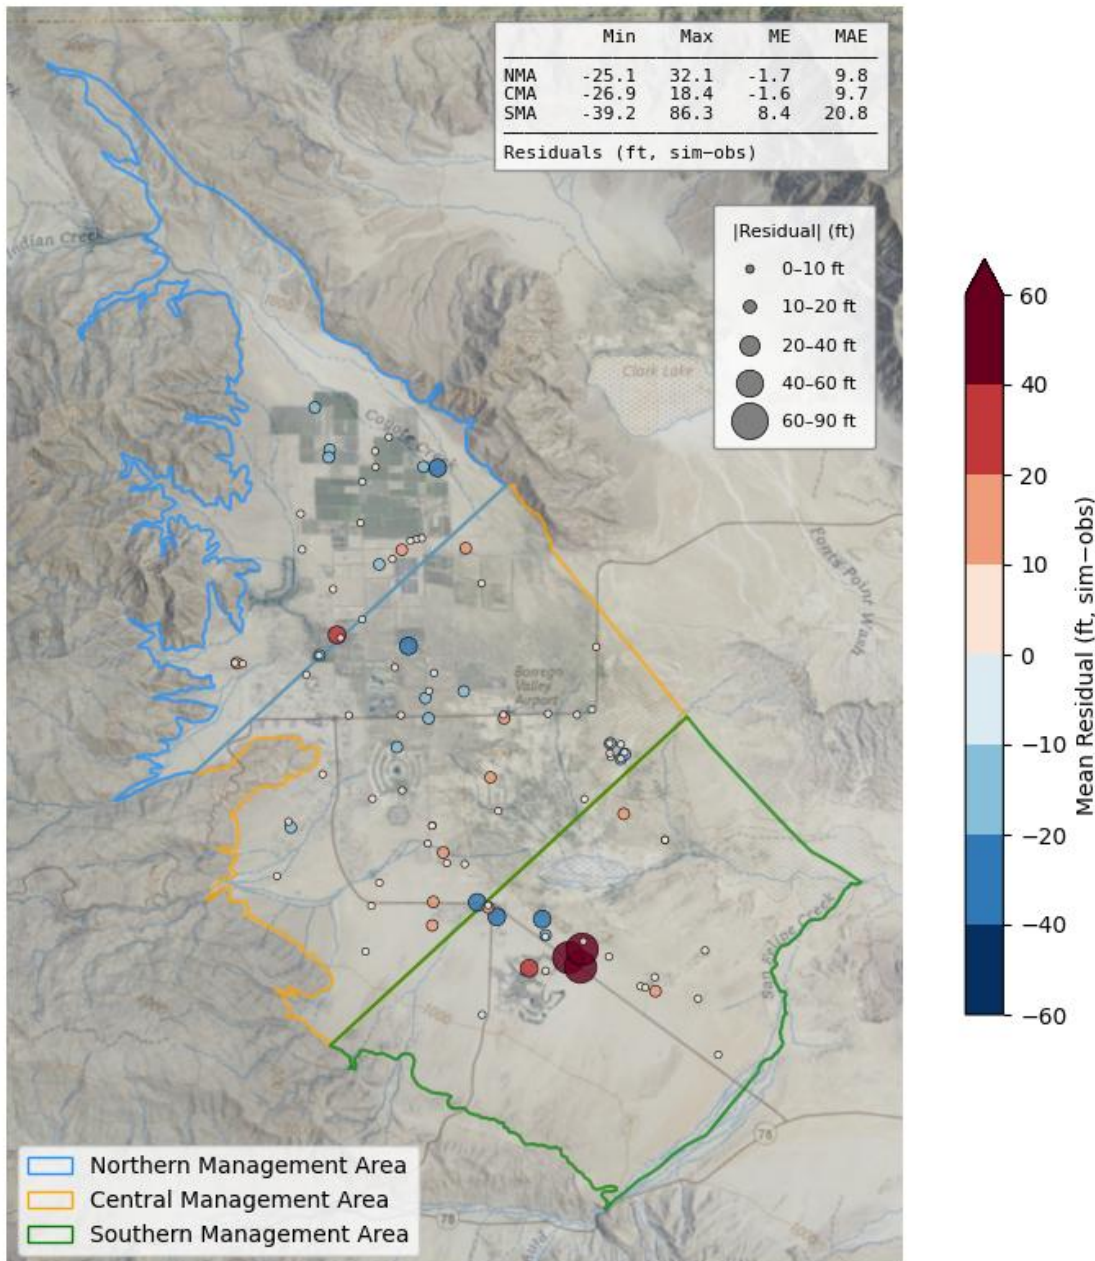 Min Max ME MAE
NMA -25.1 32.1 -1.7 9.8
CMA -26.9 18.4 -1.6 9.7
SMA -39.2 86.3 8.4 20.8
Residuals (ft, sim−obs)
|Residual| (ft)
0–10 ft
10–20 ft
20–40 ft
40–60 ft
60–90 ft
Indian Creek
Clark Lake
Coyote Creek
Fonts Point Wash
Borrego
Valley
Airport
San Felipe Creek
78
78
60
40
20
10
0
−10
−20
−40
−60
Mean Residual (ft, sim−obs)
Northern Management Area
Central Management Area
Southern Management Area